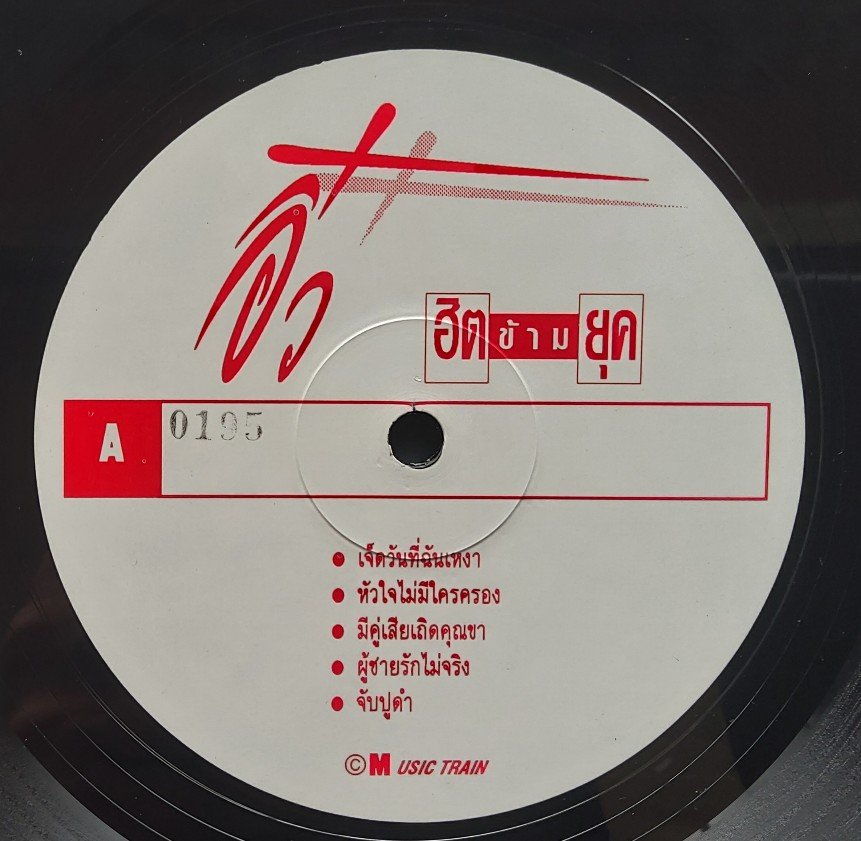 จิ๋ว
ฮิตข้ามยุค
A 0195
เจ็ดวันที่ฉันเหงา
หัวใจไม่มีใครครอง
มีคู่เสียเถิดคุณขา
ผู้ชายรักไม่จริง
จับปูดำ
© MUSIC TRAIN